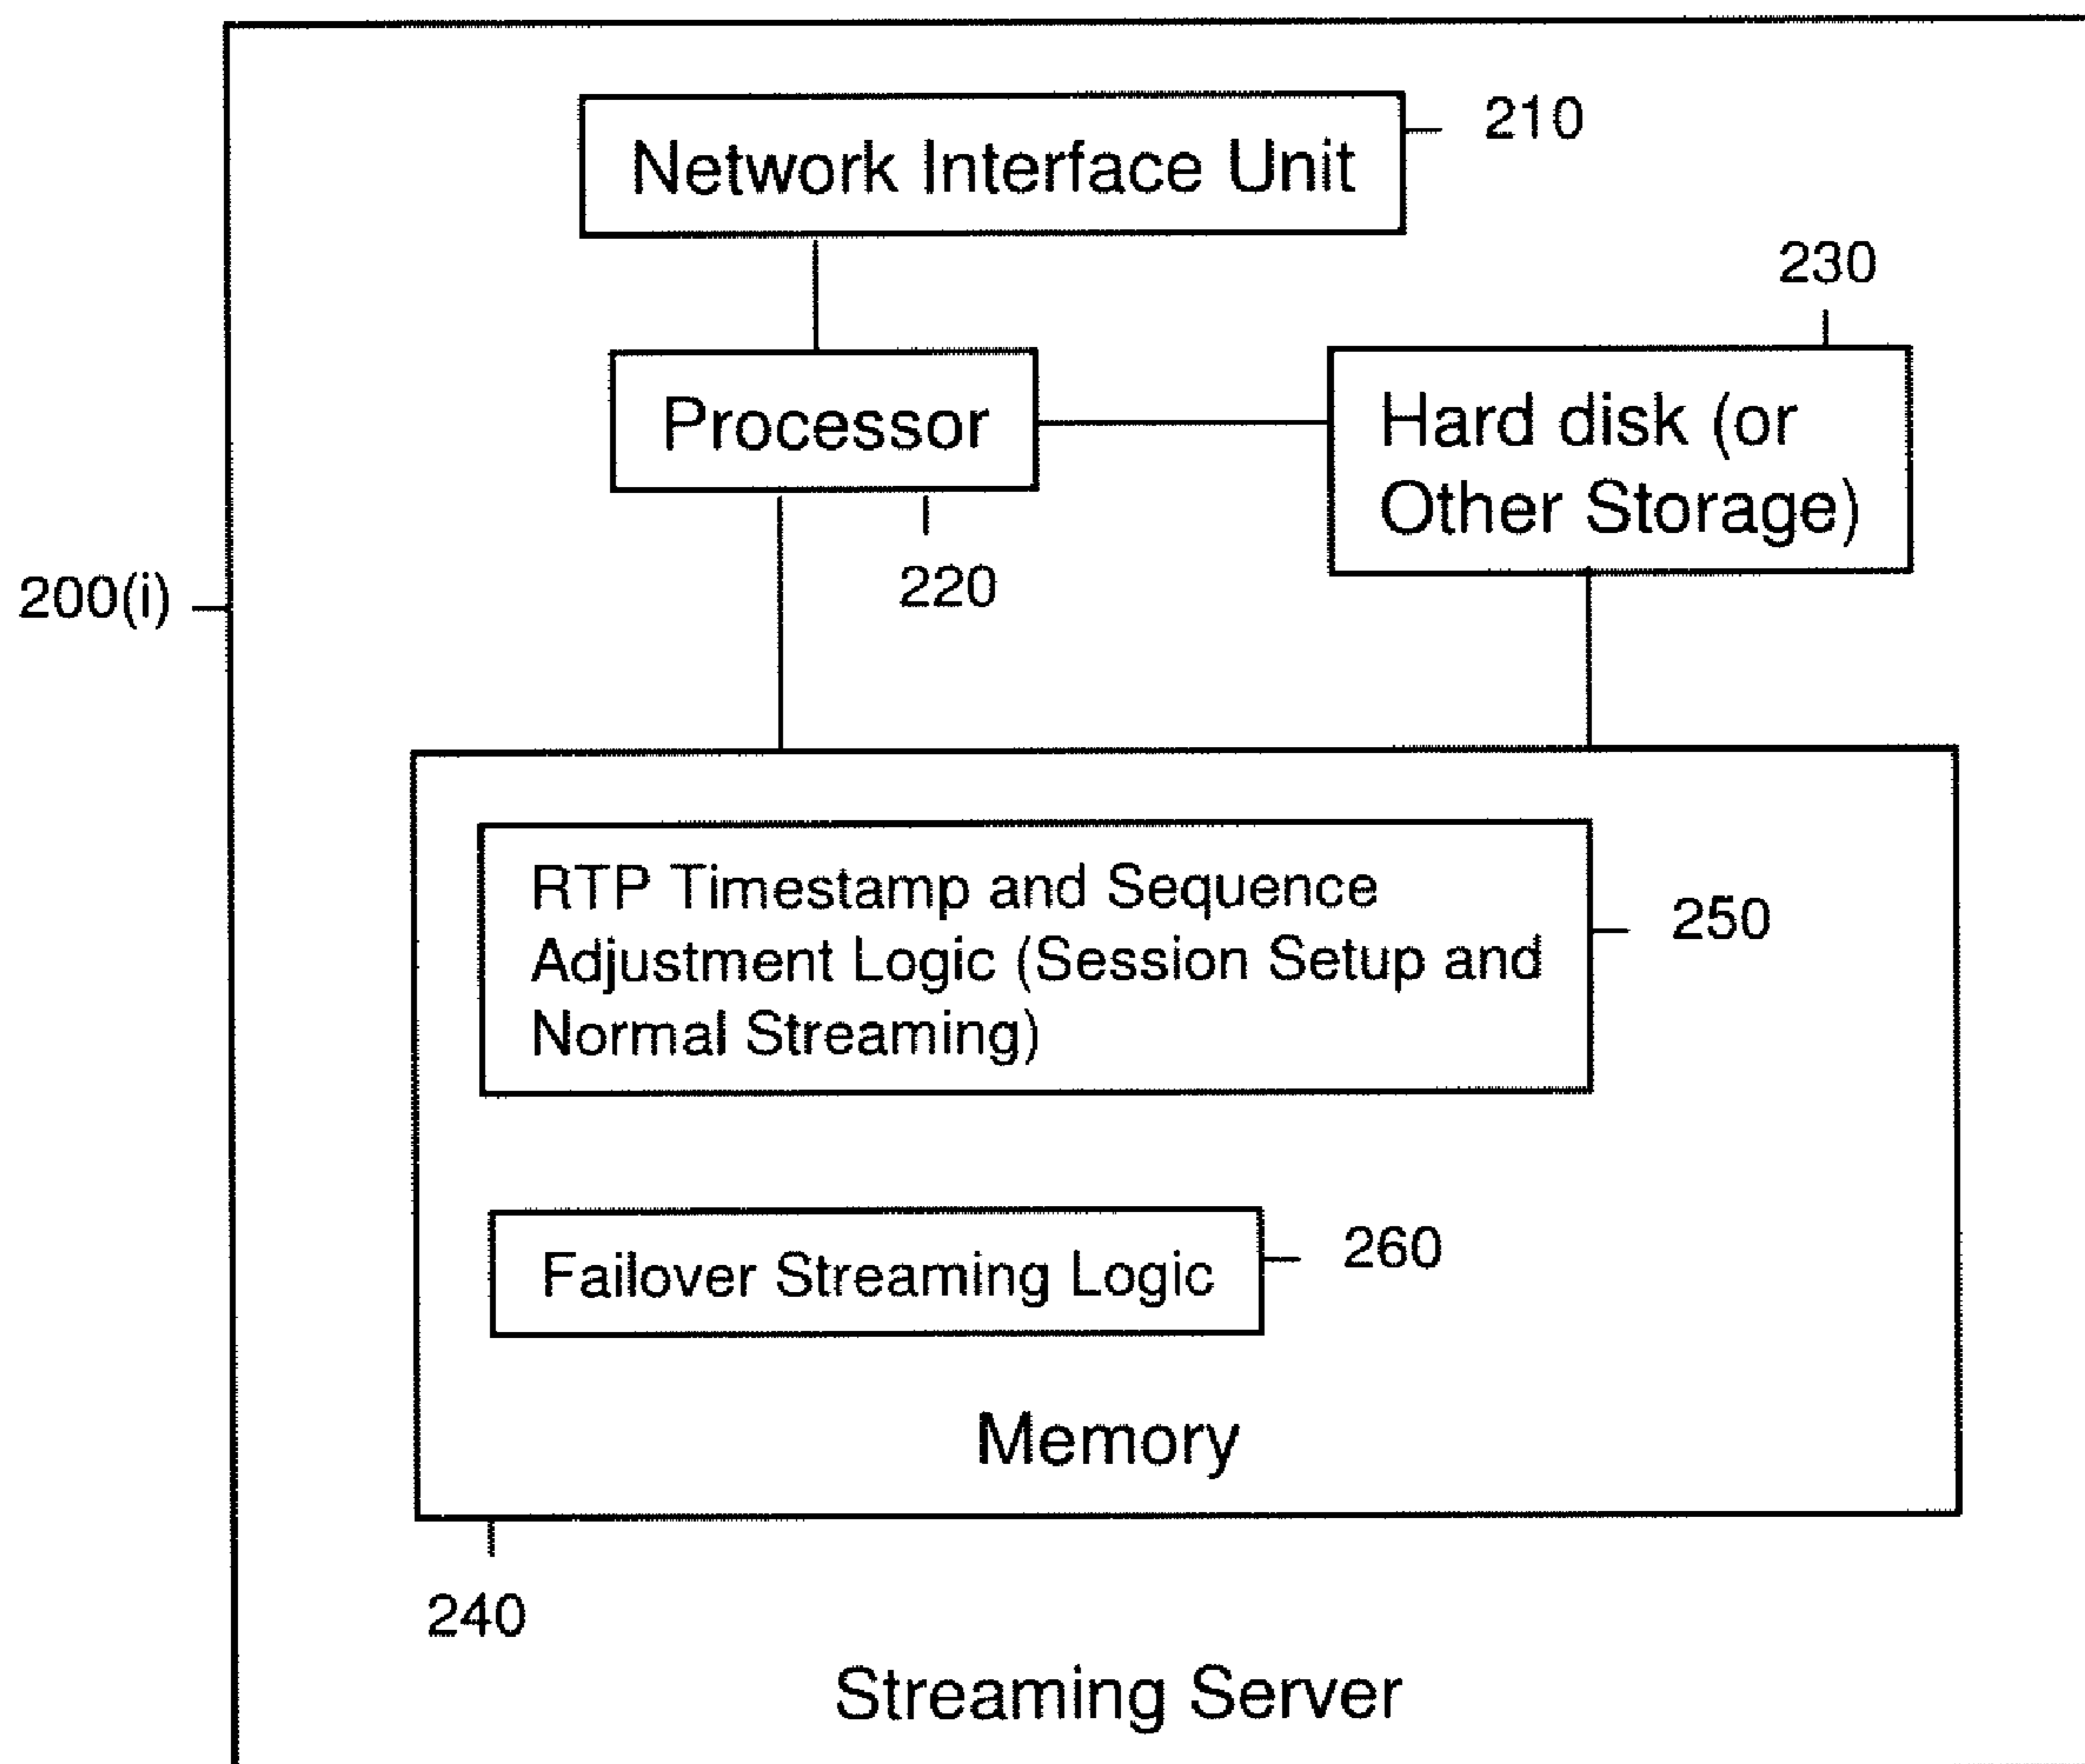 210
Network Interface Unit
230
Processor
Hard disk (or
Other Storage)
220
200(i)
RTP Timestamp and Sequence
Adjustment Logic (Session Setup and
Normal Streaming)
250
Failover Streaming Logic
260
Memory
240
Streaming Server